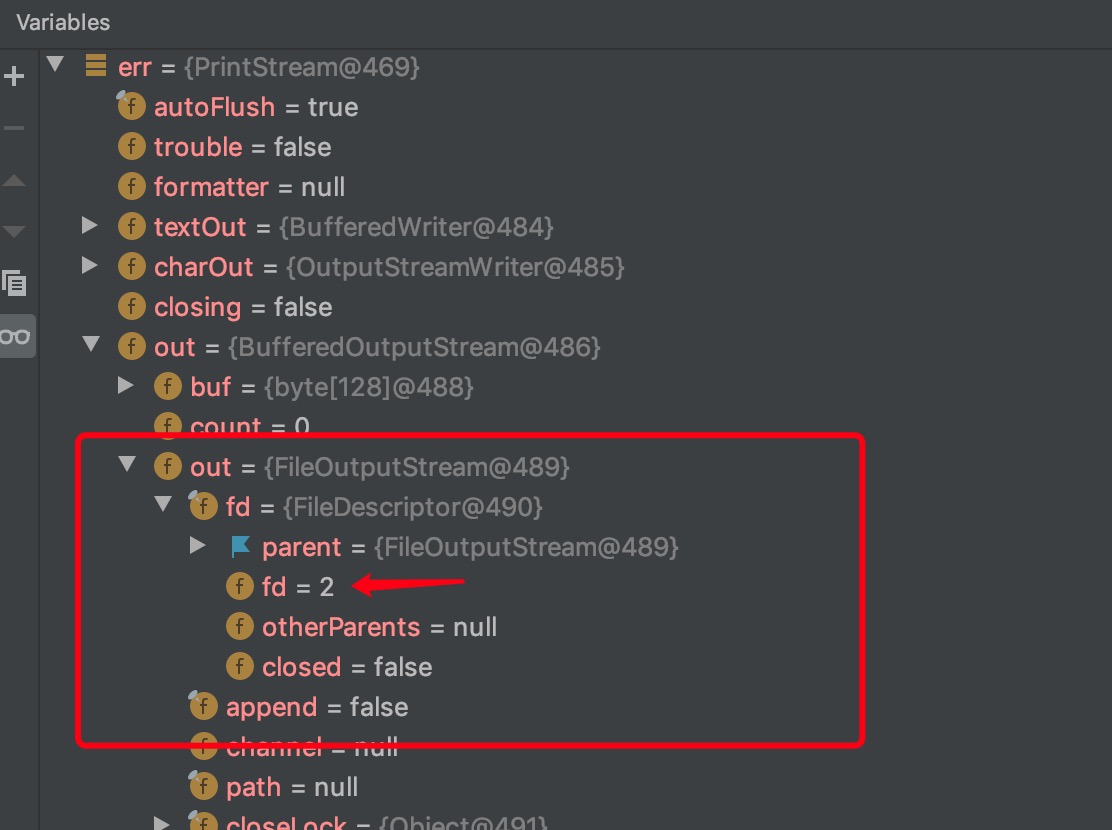 Variables
err = {PrintStream@469}
f autoFlush = true
f trouble = false
f formatter = null
f textOut = {BufferedWriter@484}
f charOut = {OutputStreamWriter@485}
f closing = false
f out = {BufferedOutputStream@486}
f buf = {byte[128]@488}
f count = 0
f out = {FileOutputStream@489}
f fd = {FileDescriptor@490}
parent = {FileOutputStream@489}
f fd = 2
f otherParents = null
f closed = false
f append = false
f channel = null
f path = null
f closeLock = {Object@491}